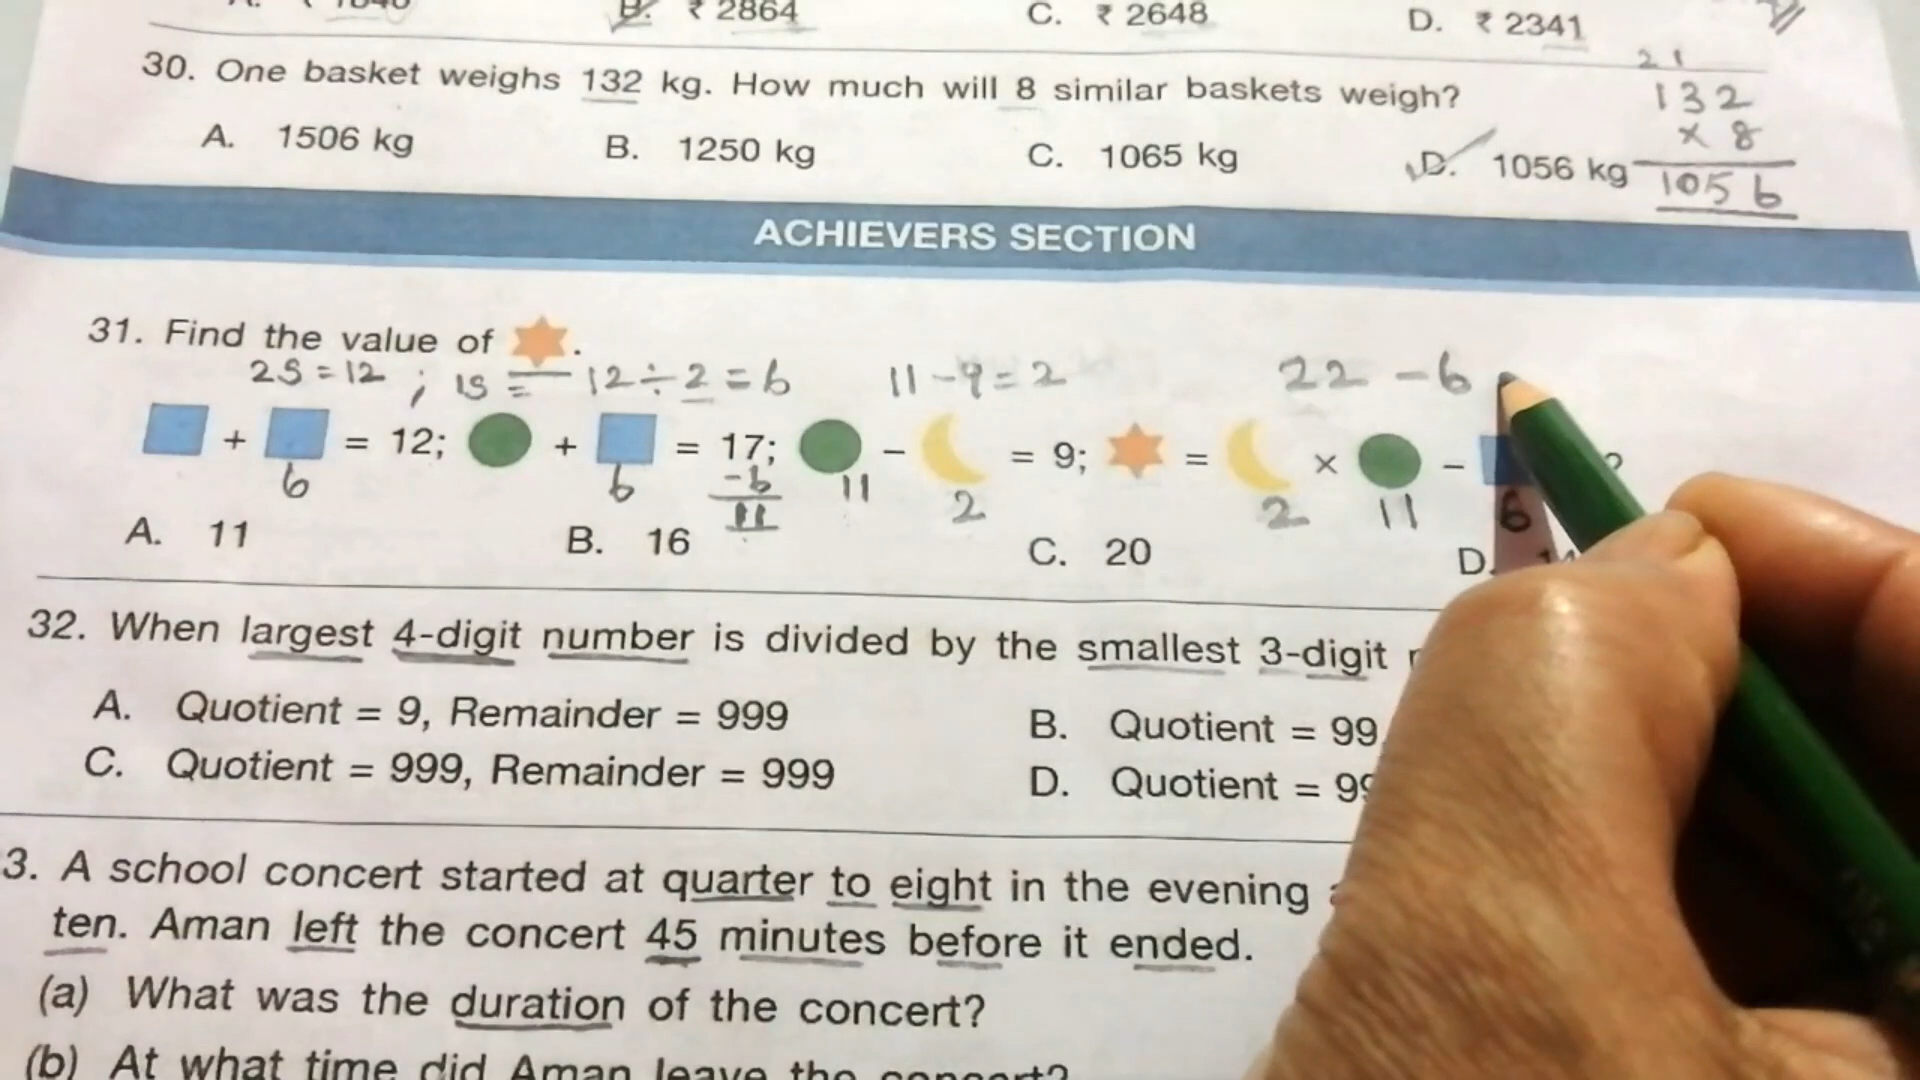 B. ₹ 2864 C. ₹ 2648 D. ₹ 2341
2 1
30. One basket weighs 132 kg. How much will 8 similar baskets weigh?
132
× 8
1056
A. 1506 kg B. 1250 kg C. 1065 kg D. 1056 kg
ACHIEVERS SECTION
31. Find the value of .
2S = 12 ; 1S = 12 ÷ 2 = 6 11 - 9 = 2 22 - 6
+ = 12; + = 17; - = 9; = × - ?
6 6 - 6 11 2 2 11 6
11
A. 11 B. 16 C. 20 D.
32. When largest 4-digit number is divided by the smallest 3-digit
A. Quotient = 9, Remainder = 999 B. Quotient = 99
C. Quotient = 999, Remainder = 999 D. Quotient = 99
3. A school concert started at quarter to eight in the evening
ten. Aman left the concert 45 minutes before it ended.
(a) What was the duration of the concert?
(b) At what time did Aman leave the concert?